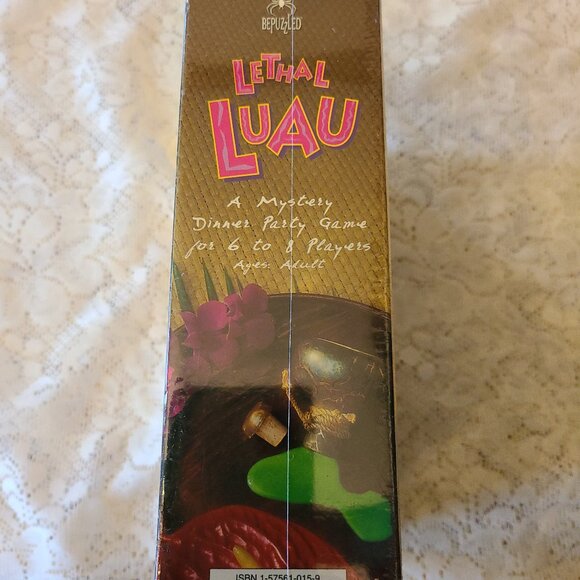 BEPUZZLED
LETHAL
LUAU
A Mystery
Dinner Party Game
for 6 to 8 Players
Ages: Adult
ISBN 1-57561-015-9